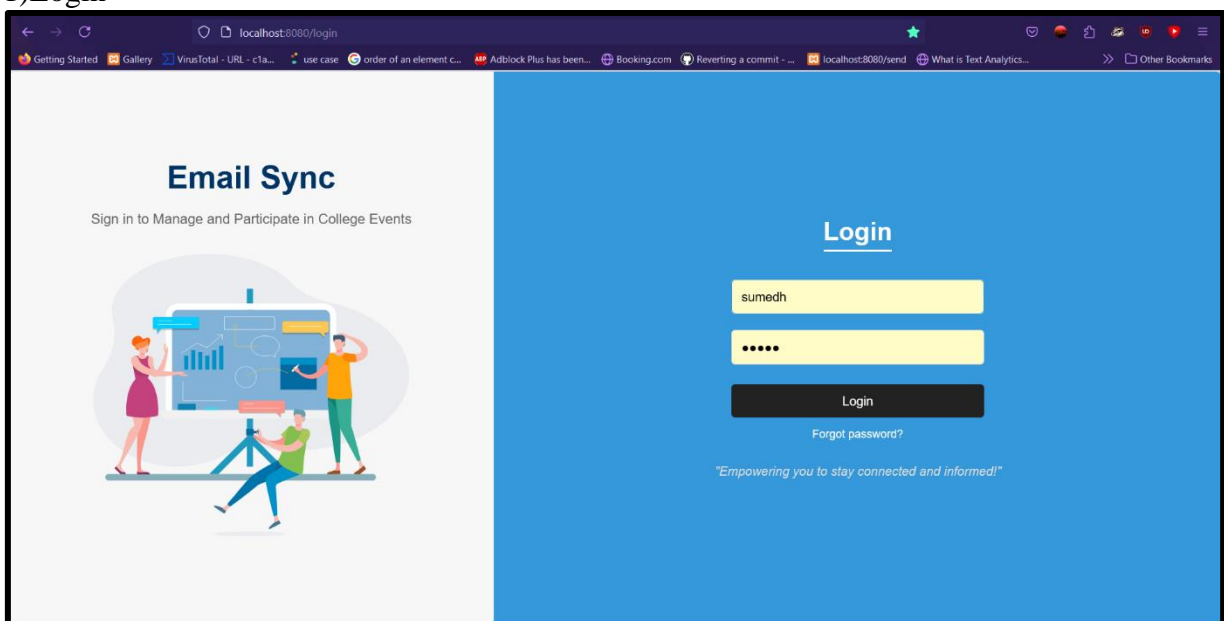 1)Login
localhost:8080/login
Getting Started Gallery VirusTotal - URL - c1a... use case order of an element c... Adblock Plus has been... Booking.com Reverting a commit - ... localhost:8080/send What is Text Analytics... Other Bookmarks
Email Sync
Sign in to Manage and Participate in College Events
Login
sumedh
•••••
Login
Forgot password?
"Empowering you to stay connected and informed!"